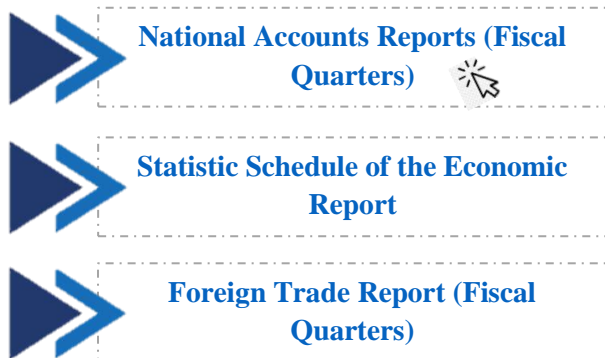 National Accounts Reports (Fiscal
Quarters)
Statistic Schedule of the Economic
Report
Foreign Trade Report (Fiscal
Quarters)